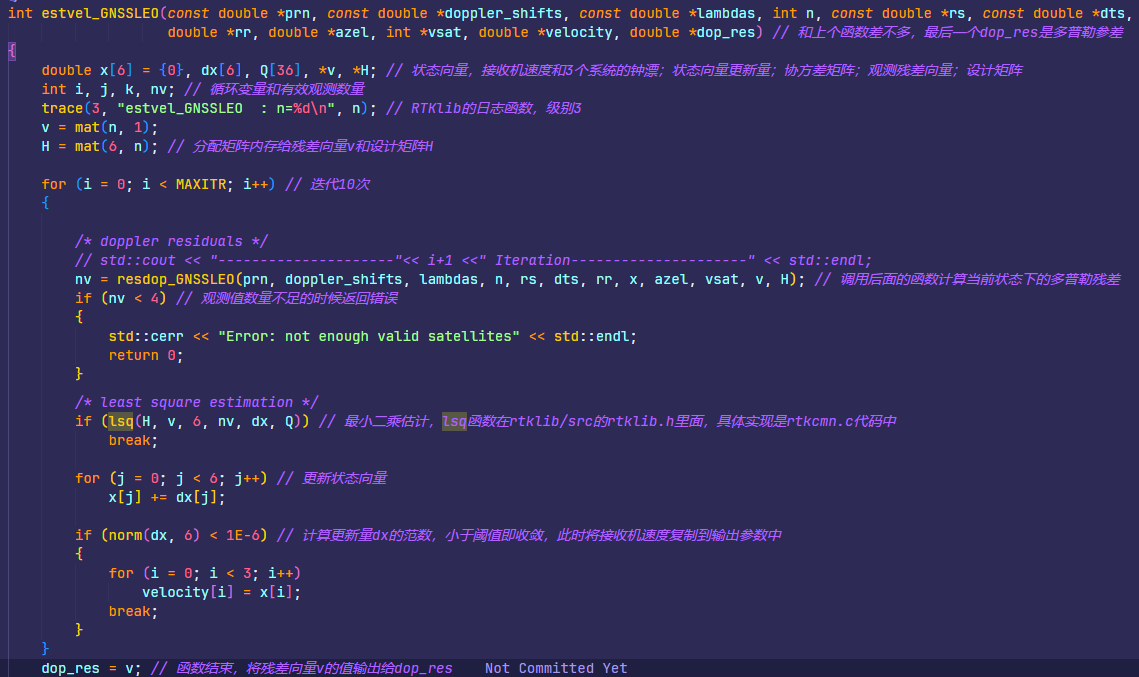 int estvel_GNSSLEO(const double *prn, const double *doppler_shifts, const double *lambdas, int n, const double *rs, const double *dts,
double *rr, double *azel, int *vsat, double *velocity, double *dop_res) // 和上个函数差不多，最后一个dop_res是多普勒参差
{
double x[6] = {0}, dx[6], Q[36], *v, *H; // 状态向量，接收机速度和3个系统的钟漂；状态向量更新量；协方差矩阵；观测残差向量；设计矩阵
int i, j, k, nv; // 循环变量和有效观测数量
trace(3, "estvel_GNSSLEO  : n=%d\n", n); // RTKlib的日志函数，级别3
v = mat(n, 1);
H = mat(6, n); // 分配矩阵内存给残差向量v和设计矩阵H
for (i = 0; i < MAXITR; i++) // 迭代10次
{
/* doppler residuals */
// std::cout << "---------------------"<< i+1 <<" Iteration---------------------" << std::endl;
nv = resdop_GNSSLEO(prn, doppler_shifts, lambdas, n, rs, dts, rr, x, azel, vsat, v, H); // 调用后面的函数计算当前状态下的多普勒残差
if (nv < 4) // 观测值数量不足的时候返回错误
{
std::cerr << "Error: not enough valid satellites" << std::endl;
return 0;
}
/* least square estimation */
if (lsq(H, v, 6, nv, dx, Q)) // 最小二乘估计，lsq函数在rtklib/src的rtklib.h里面，具体实现是rtkcmn.c代码中
break;
for (j = 0; j < 6; j++) // 更新状态向量
x[j] += dx[j];
if (norm(dx, 6) < 1E-6) // 计算更新量dx的范数，小于阈值即收敛，此时将接收机速度复制到输出参数中
{
for (i = 0; i < 3; i++)
velocity[i] = x[i];
break;
}
}
dop_res = v; // 函数结束，将残差向量v的值输出给dop_res    Not Committed Yet